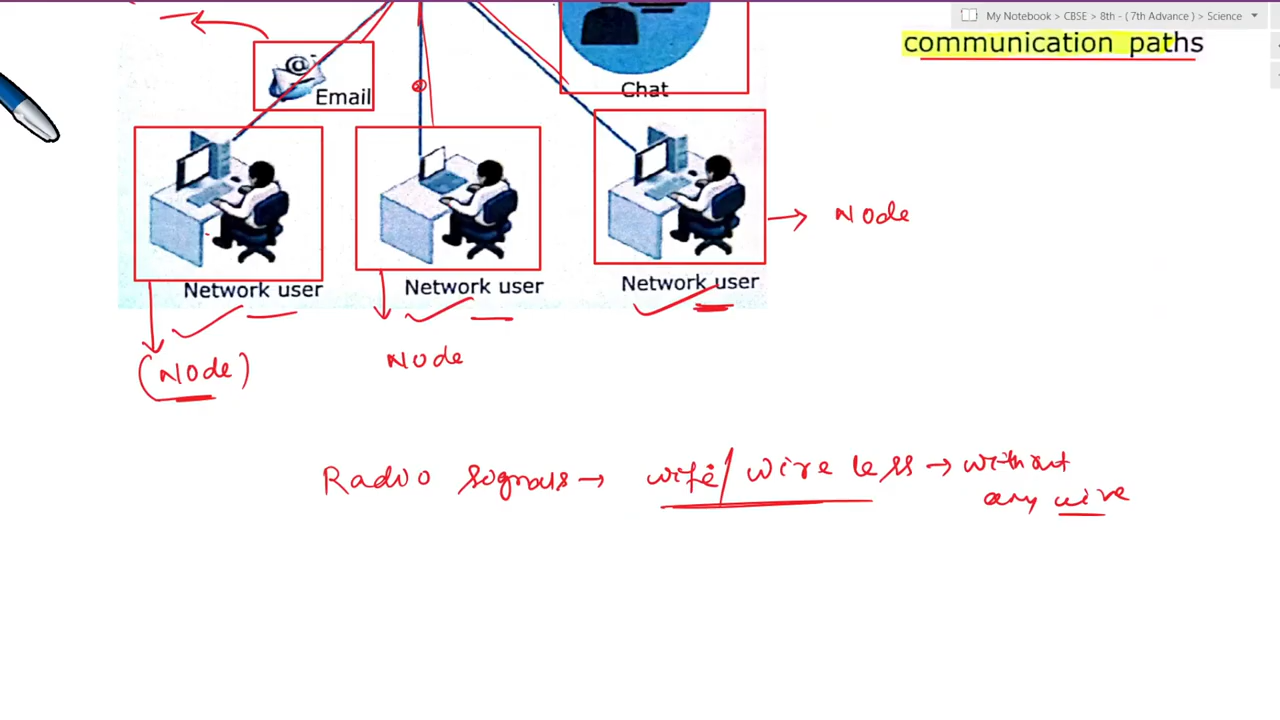 My Notebook > CBSE > 8th - ( 7th Advance ) > Science
communication paths
@
Email
Chat
Node
Network user
Network user
Network user
(Node)
Node
Radio signals → wifi/wire less → without
any wire